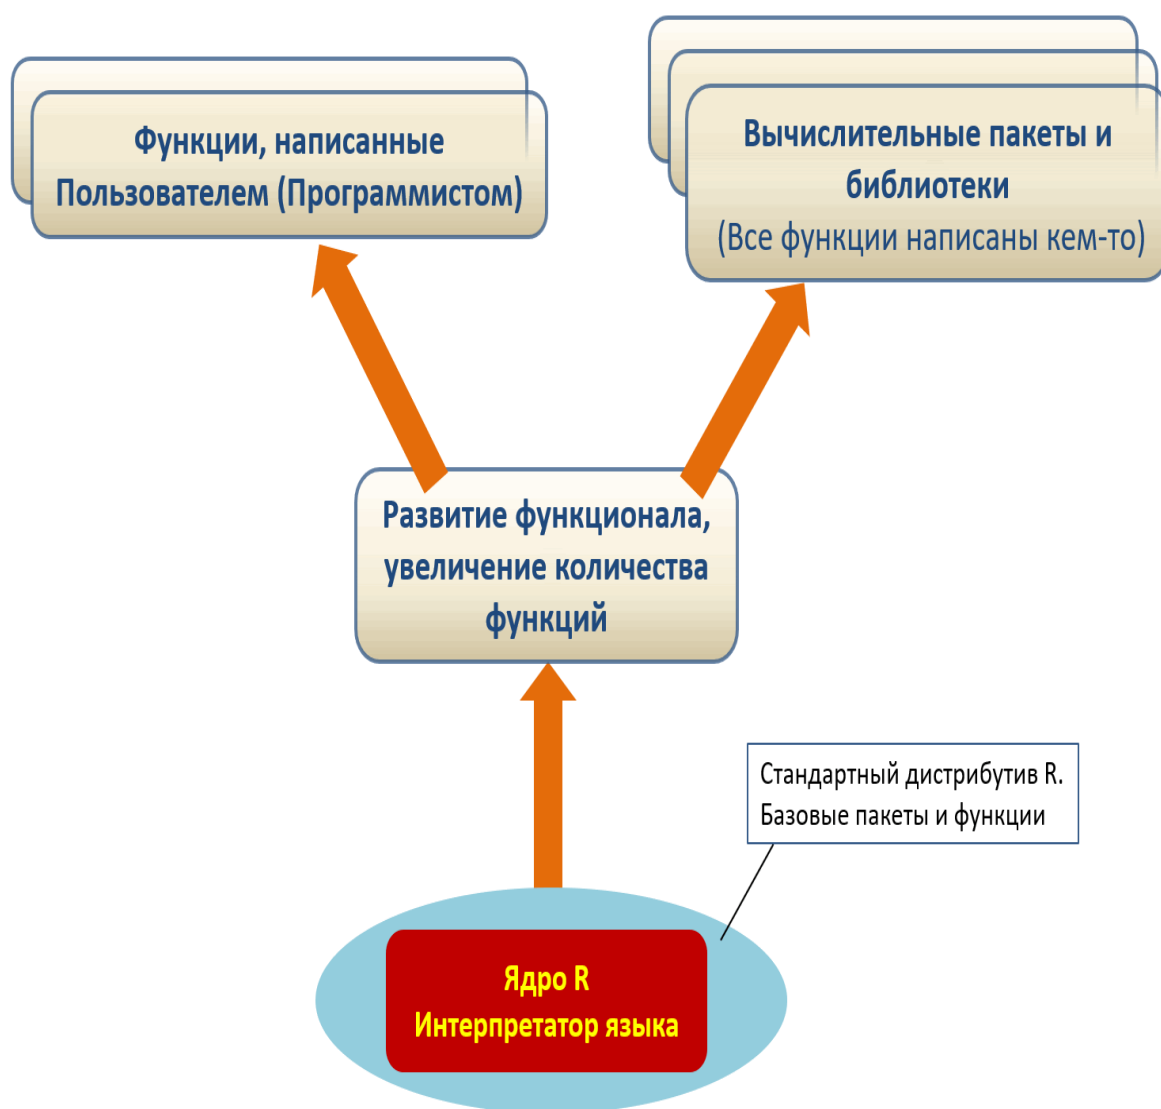 Функции, написанные
Пользователем (Программистом)
Вычислительные пакеты и
библиотеки
(Все функции написаны кем-то)
Развитие функционала,
увеличение количества
функций
Стандартный дистрибутив R.
Базовые пакеты и функции
Ядро R
Интерпретатор языка